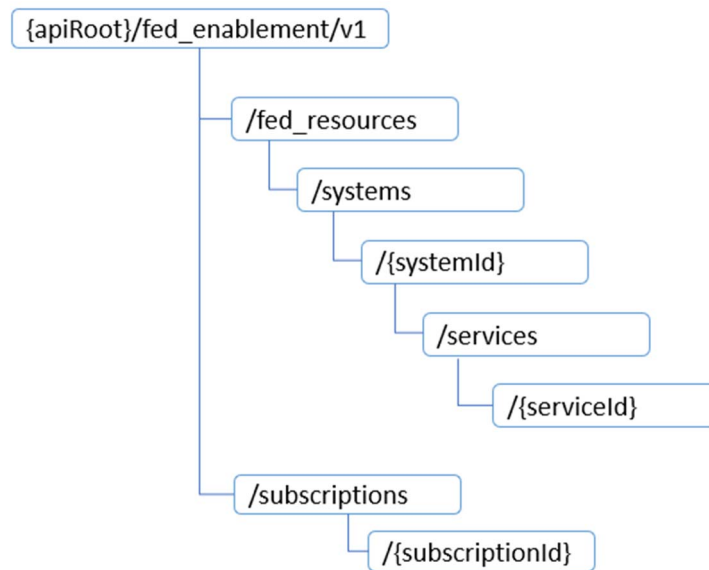 {apiRoot}/fed_enablement/v1
/fed_resources
/systems
/{systemId}
/services
/{serviceId}
/subscriptions
/{subscriptionId}